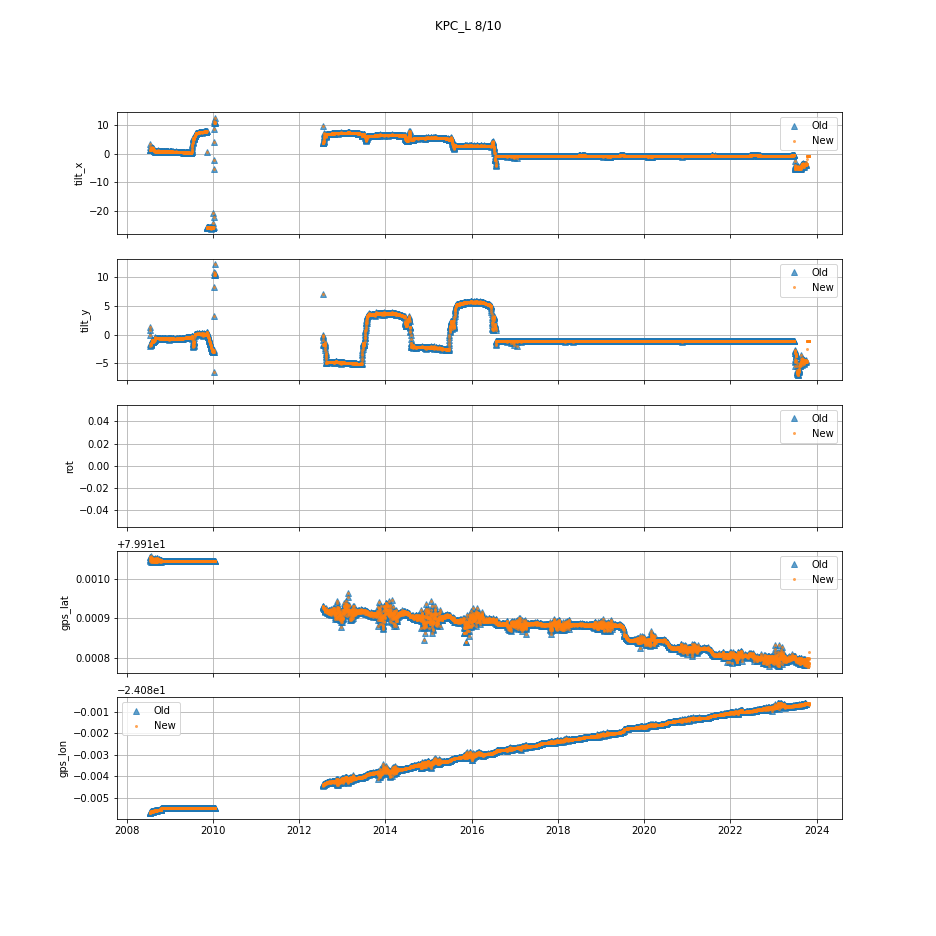 KPC_L 8/10
10
0
−10
−20
tilt_x
Old
New
10
5
0
−5
tilt_y
Old
New
0.04
0.02
0.00
−0.02
−0.04
rot
Old
New
+7.991e1
0.0010
0.0009
0.0008
gps_lat
Old
New
−2.408e1
−0.001
−0.002
−0.003
−0.004
−0.005
gps_lon
Old
New
2008 2010 2012 2014 2016 2018 2020 2022 2024